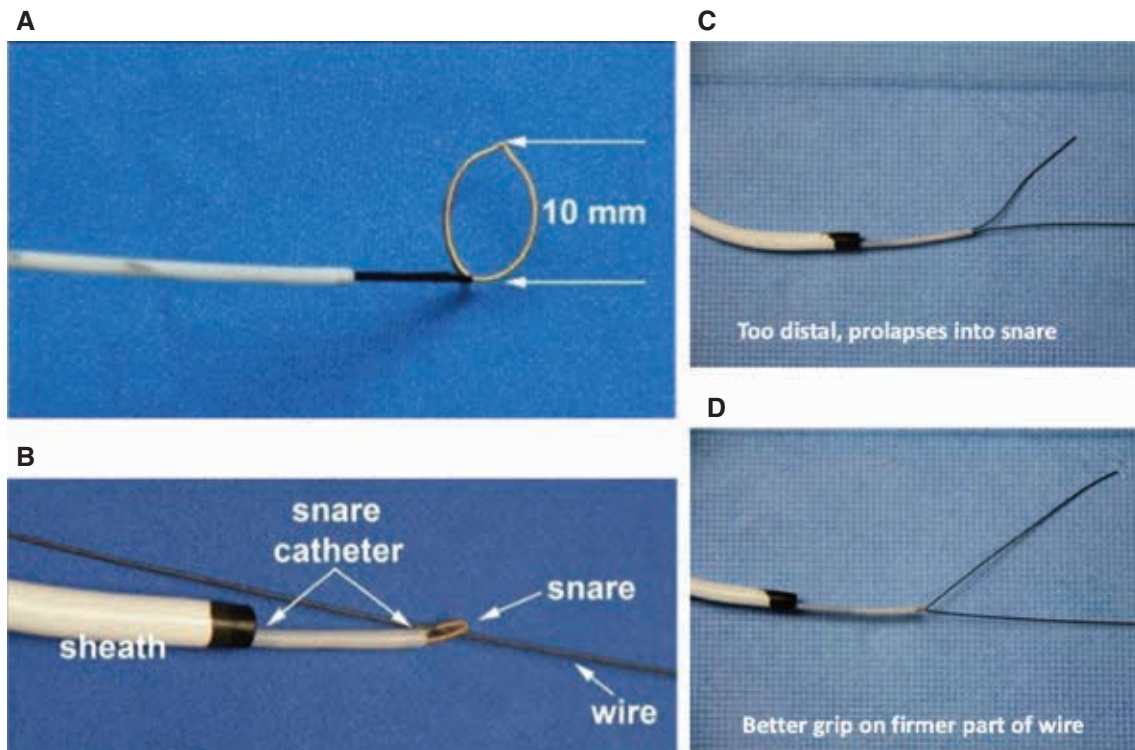 A
10 mm
B
snare
catheter
snare
sheath
wire
C
Too distal, prolapses into snare
D
Better grip on firmer part of wire